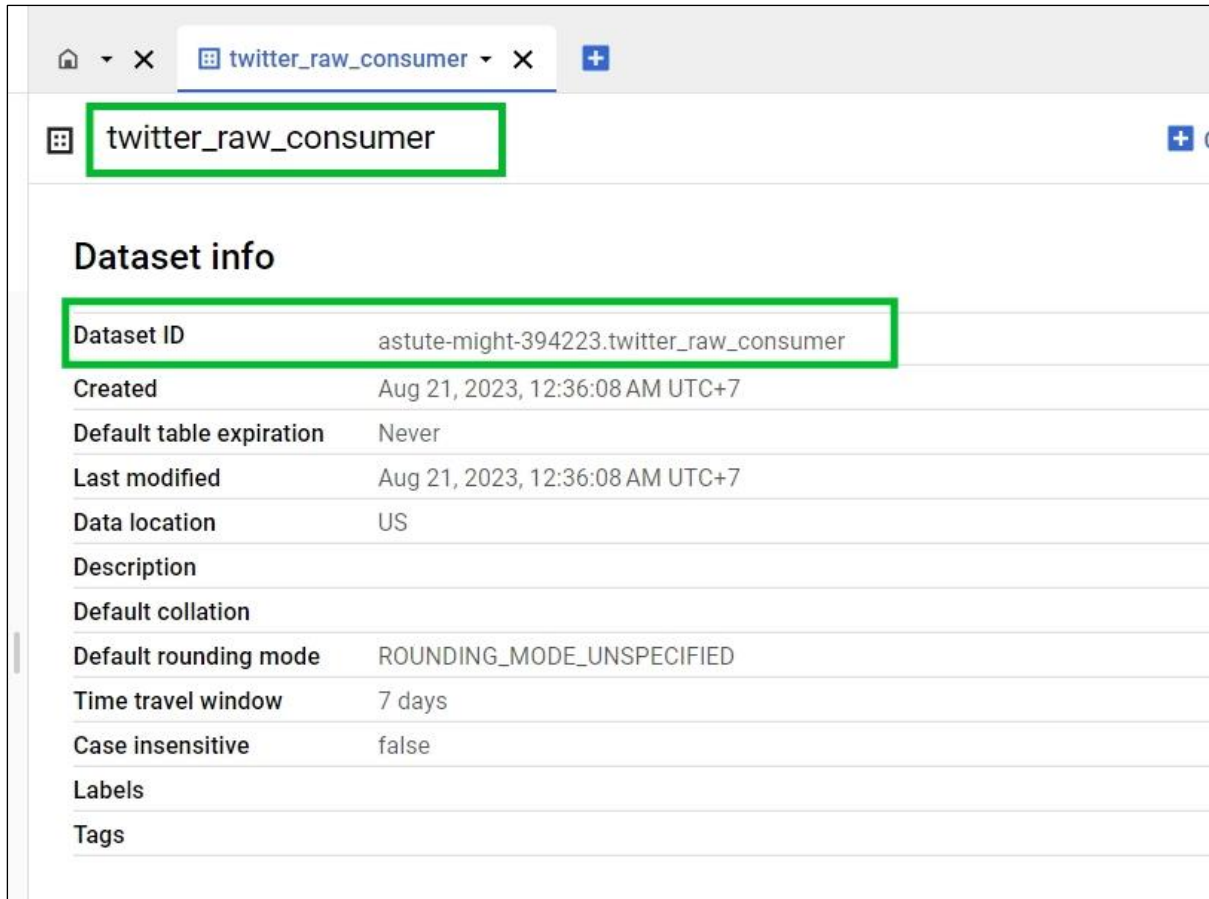 twitter_raw_consumer
twitter_raw_consumer
Dataset info
Dataset ID astute-might-394223.twitter_raw_consumer
Created Aug 21, 2023, 12:36:08 AM UTC+7
Default table expiration Never
Last modified Aug 21, 2023, 12:36:08 AM UTC+7
Data location US
Description
Default collation
Default rounding mode ROUNDING_MODE_UNSPECIFIED
Time travel window 7 days
Case insensitive false
Labels
Tags